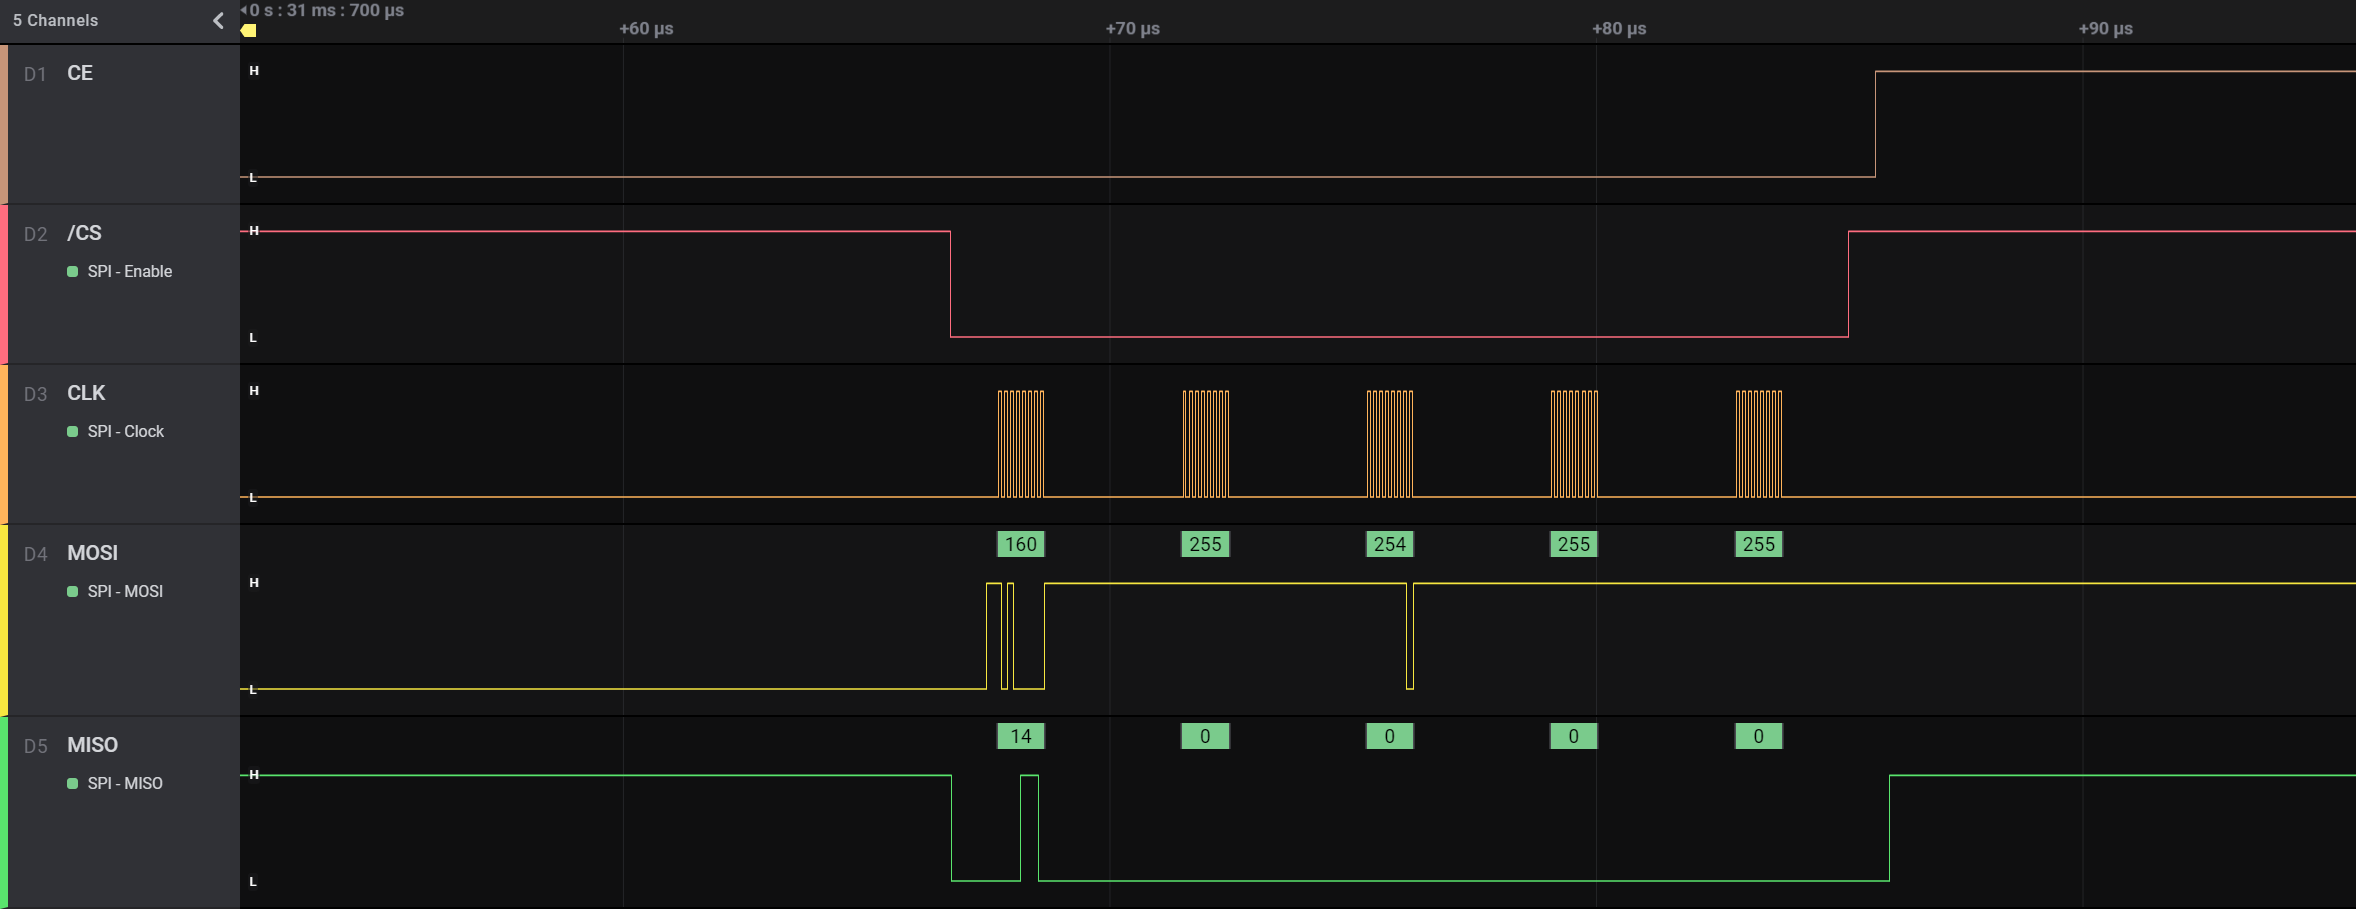 5 Channels
0 s : 31 ms : 700 µs
+60 µs
+70 µs
+80 µs
+90 µs
D1 CE
H
L
D2 /CS
SPI - Enable
H
L
D3 CLK
SPI - Clock
H
L
D4 MOSI
SPI - MOSI
160 255 254 255 255
H
L
D5 MISO
SPI - MISO
14 0 0 0 0
H
L